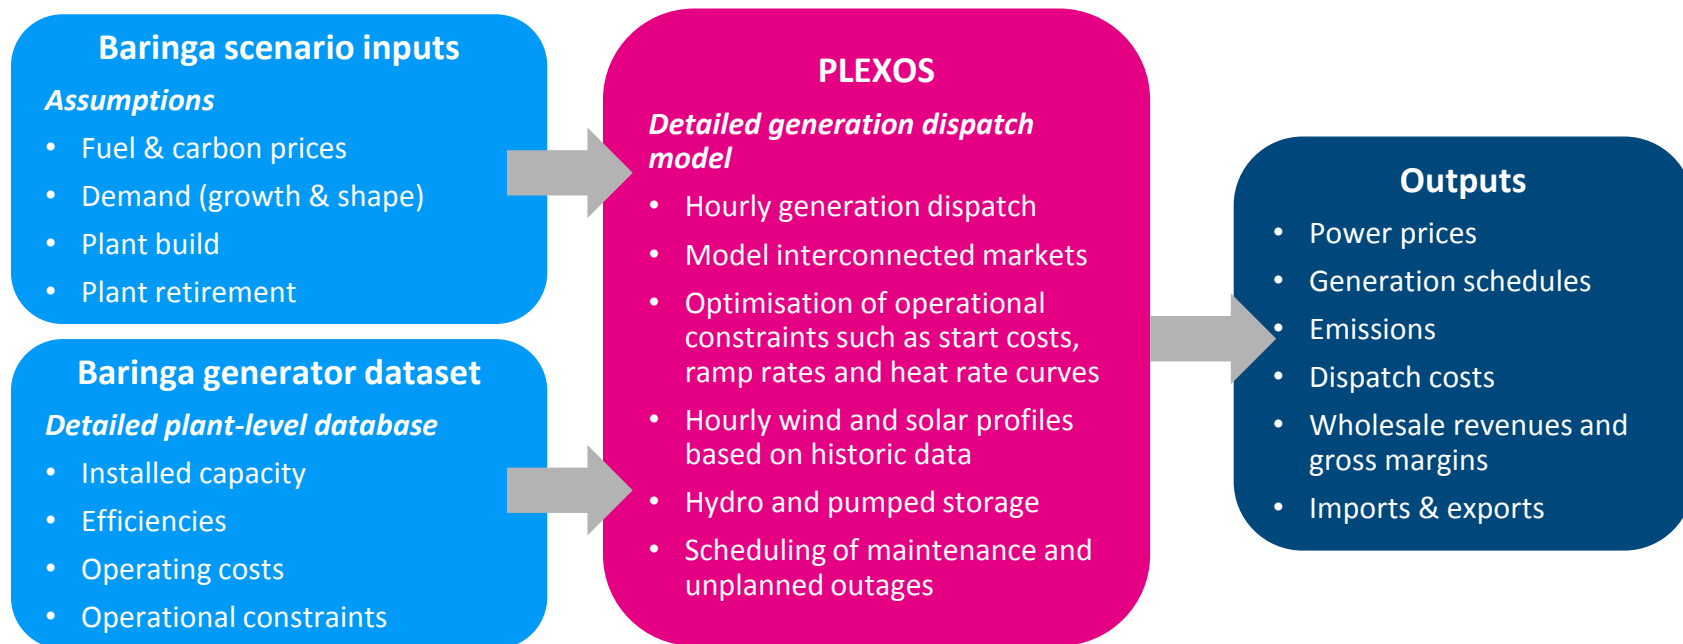 Baringa scenario inputs
Assumptions
• Fuel & carbon prices
• Demand (growth & shape)
• Plant build
• Plant retirement
Baringa generator dataset
Detailed plant-level database
• Installed capacity
• Efficiencies
• Operating costs
• Operational constraints
PLEXOS
Detailed generation dispatch
model
• Hourly generation dispatch
• Model interconnected markets
• Optimisation of operational
constraints such as start costs,
ramp rates and heat rate curves
• Hourly wind and solar profiles
based on historic data
• Hydro and pumped storage
• Scheduling of maintenance and
unplanned outages
Outputs
• Power prices
• Generation schedules
• Emissions
• Dispatch costs
• Wholesale revenues and
gross margins
• Imports & exports